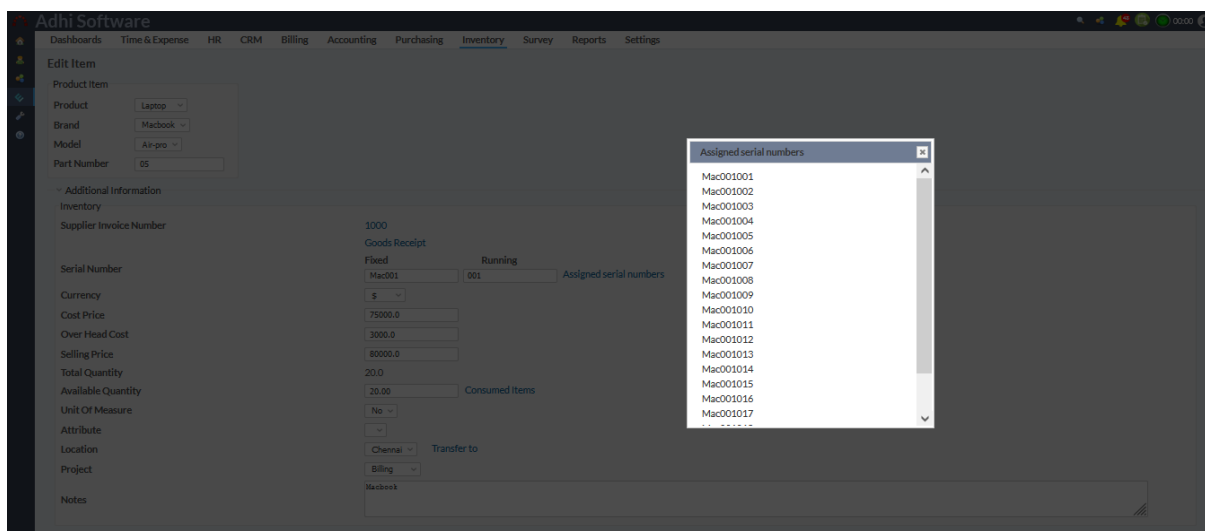 Adhi Software
00:00
Dashboards Time & Expense HR CRM Billing Accounting Purchasing Inventory Survey Reports Settings
Edit Item
Product Item
Product Laptop
Brand Macbook
Model Air-pro
Part Number 05
Additional Information
Inventory
Supplier Invoice Number 1000
Goods Receipt
Fixed Running
Serial Number Mac001 001 Assigned serial numbers
Currency $
Cost Price 75000.0
Over Head Cost 3000.0
Selling Price 80000.0
Total Quantity 20.0
Available Quantity 20.00 Consumed Items
Unit Of Measure No
Attribute
Location Chennai Transfer to
Project Billing
Notes Macbook
Assigned serial numbers
Mac001001
Mac001002
Mac001003
Mac001004
Mac001005
Mac001006
Mac001007
Mac001008
Mac001009
Mac001010
Mac001011
Mac001012
Mac001013
Mac001014
Mac001015
Mac001016
Mac001017